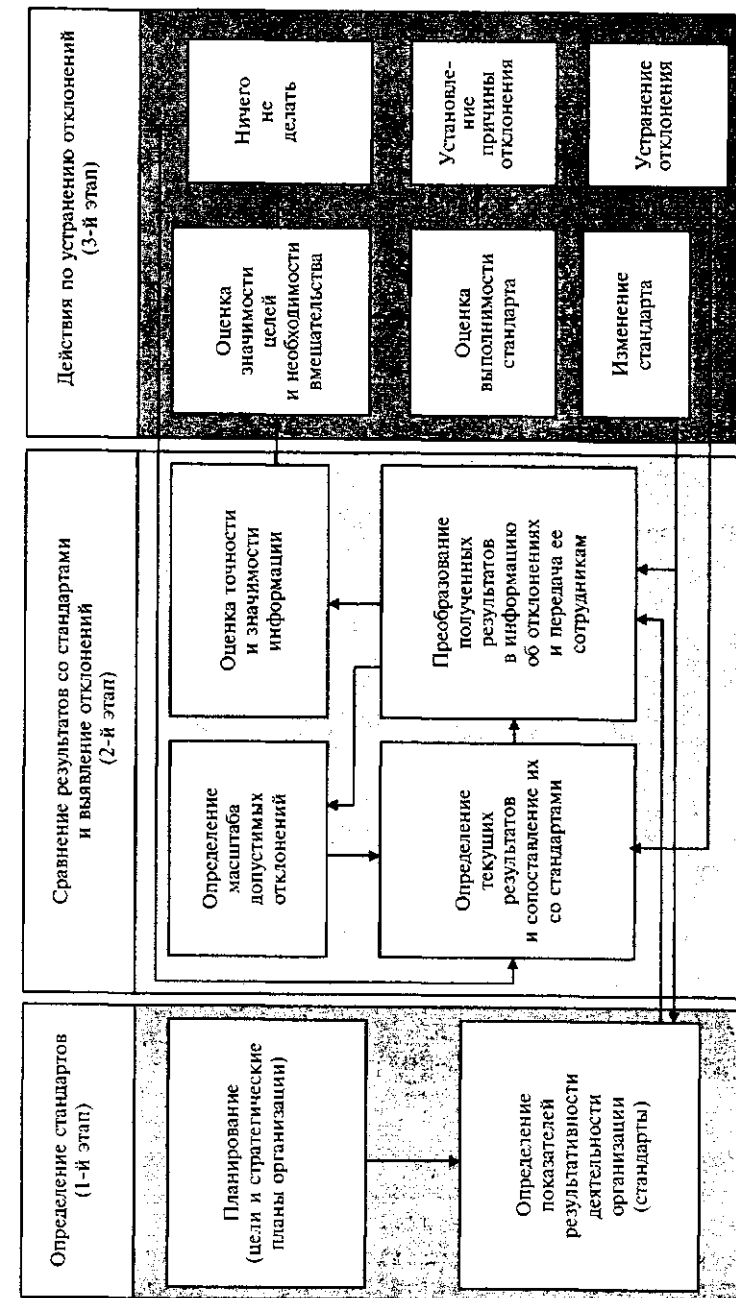 Определение стандартов
(1-й этап)
Планирование
(цели и стратегические
планы организации)
Определение
показателей
результативности
деятельности
организации
(стандарты)
Сравнение результатов со стандартами
и выявление отклонений
(2-й этап)
Определение
масштаба
допустимых
отклонений
Оценка точности
и значимости
информации
Определение
текущих
результатов
и сопоставление их
со стандартами
Преобразование
полученных
результатов
в информацию
об отклонениях
и передача ее
сотрудникам
Действия по устранению отклонений
(3-й этап)
Оценка
значимости
целей
и необходимости
вмешательства
Ничего
не
делать
Оценка
выполнимости
стандарта
Установле-
ние
причины
отклонения
Изменение
стандарта
Устранение
отклонения